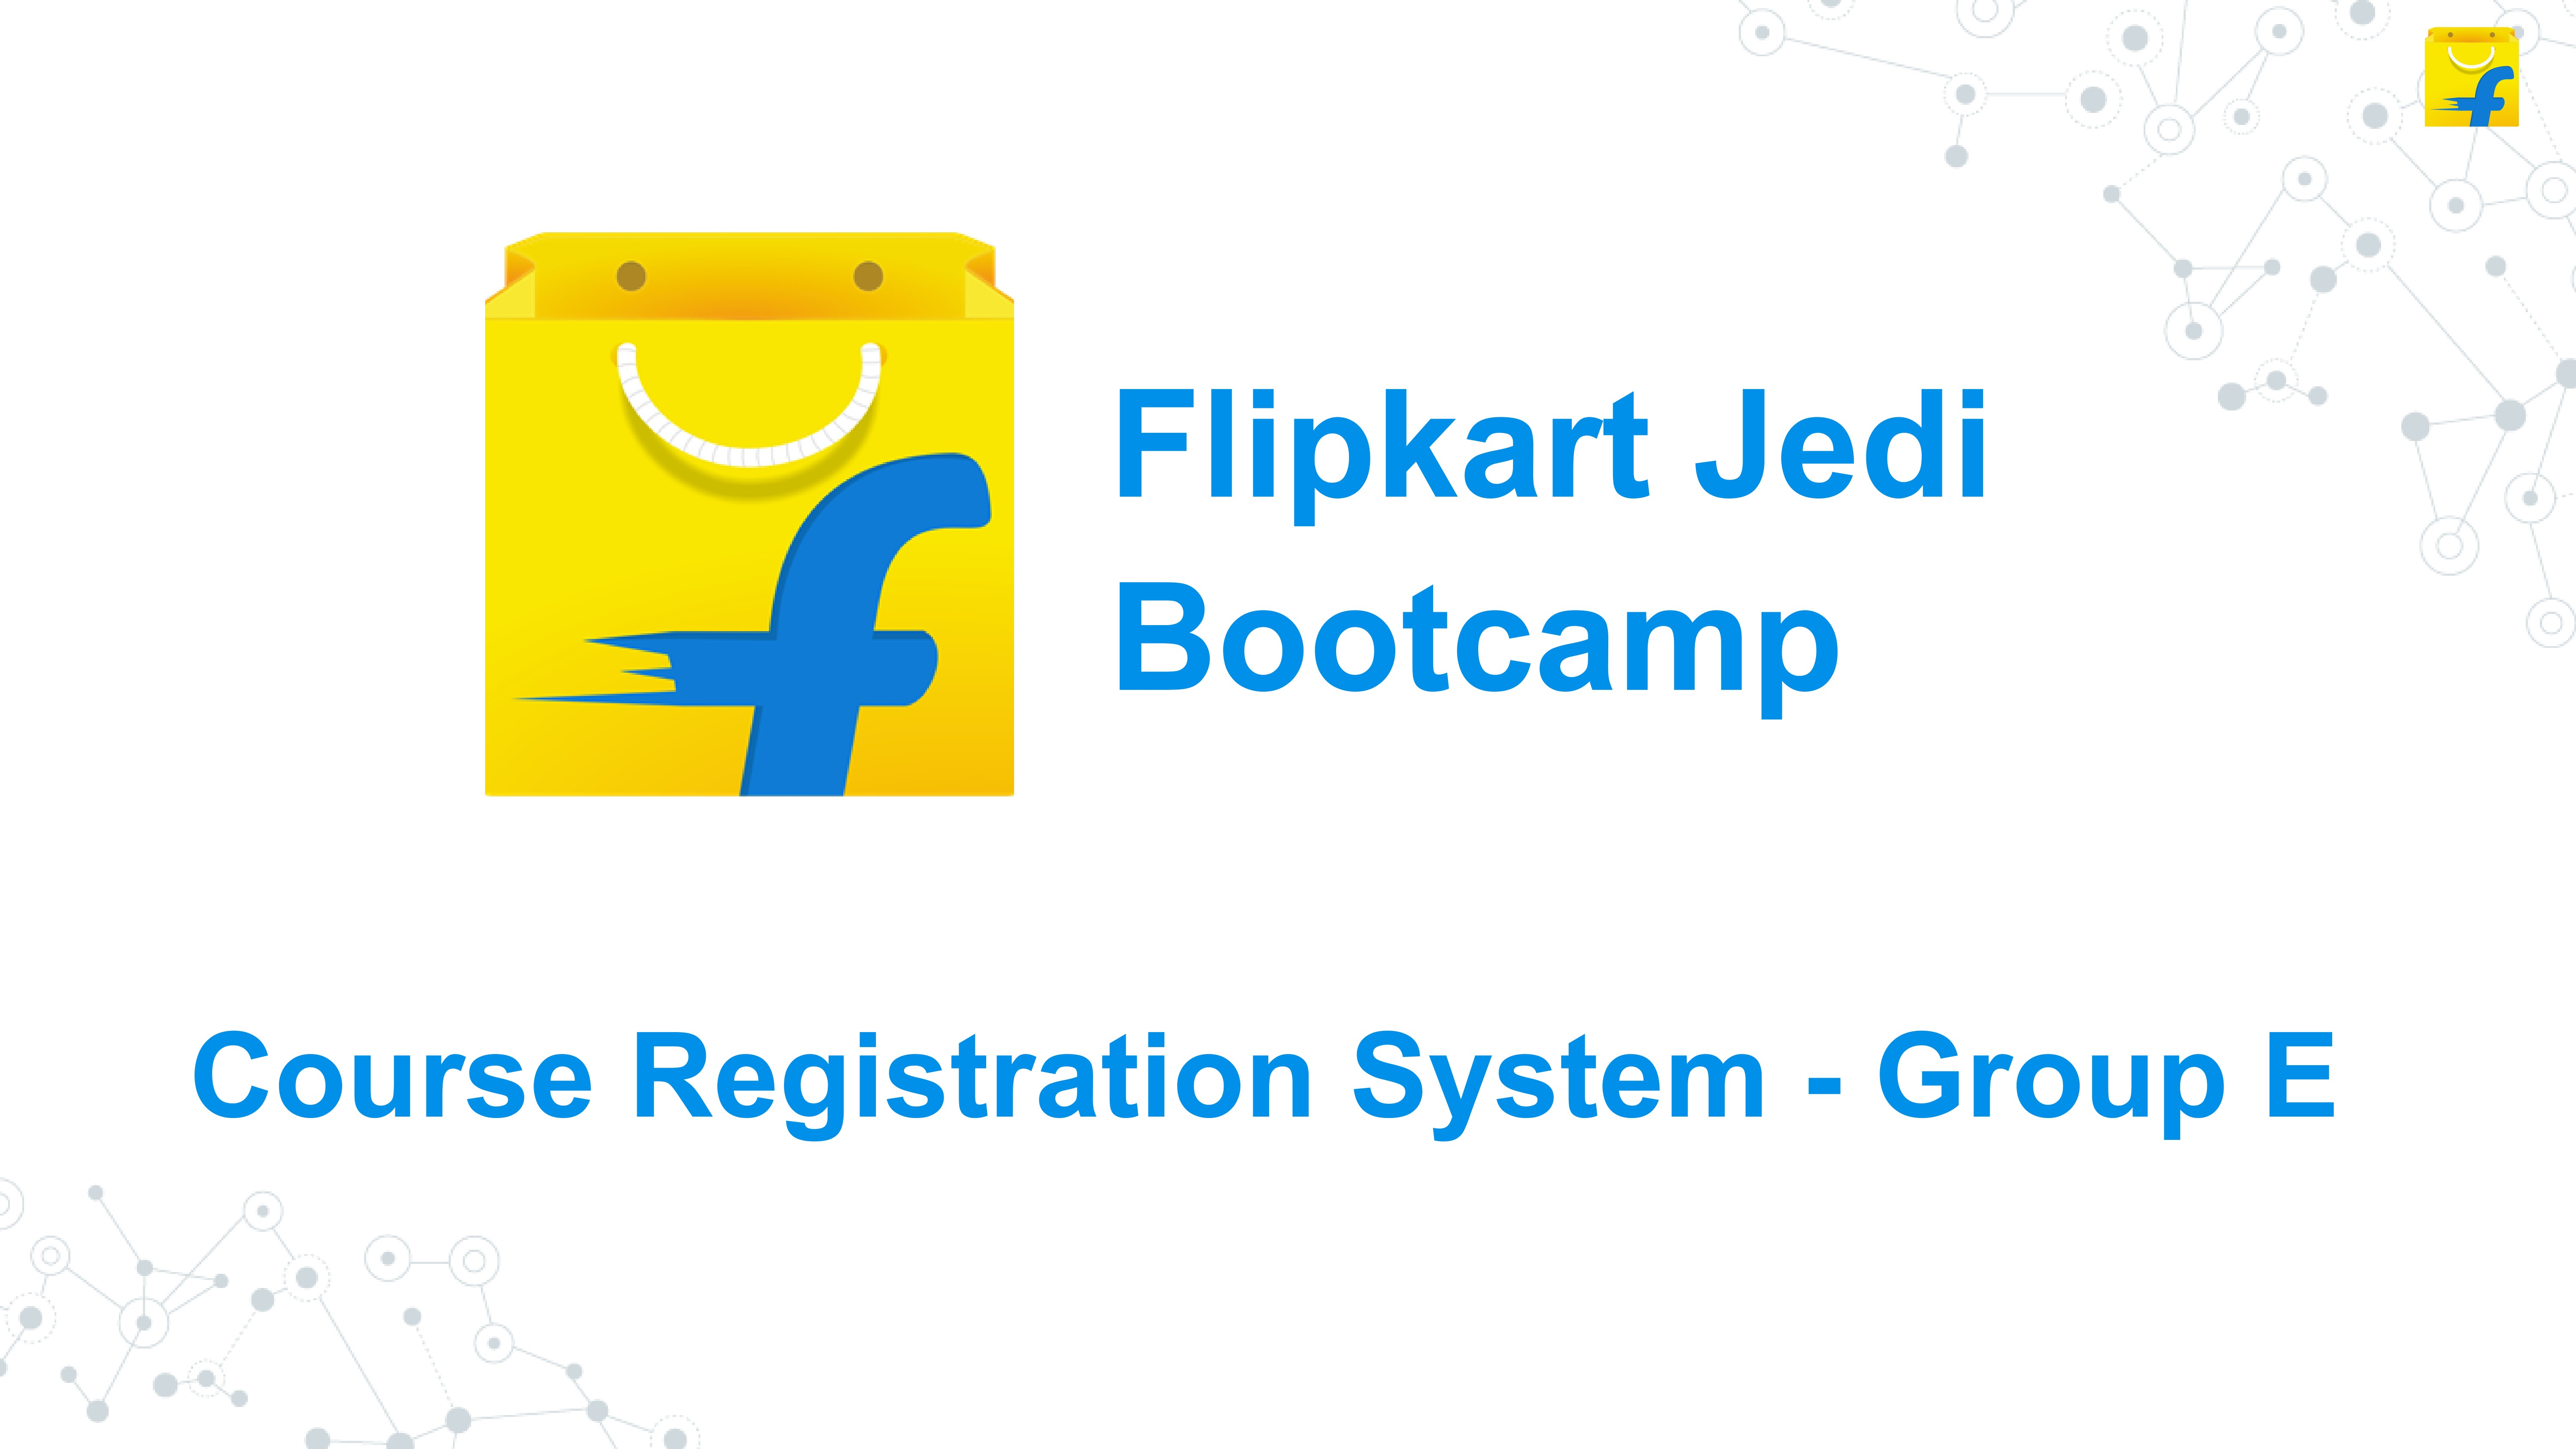 Flipkart Jedi
Bootcamp
Course Registration System - Group E